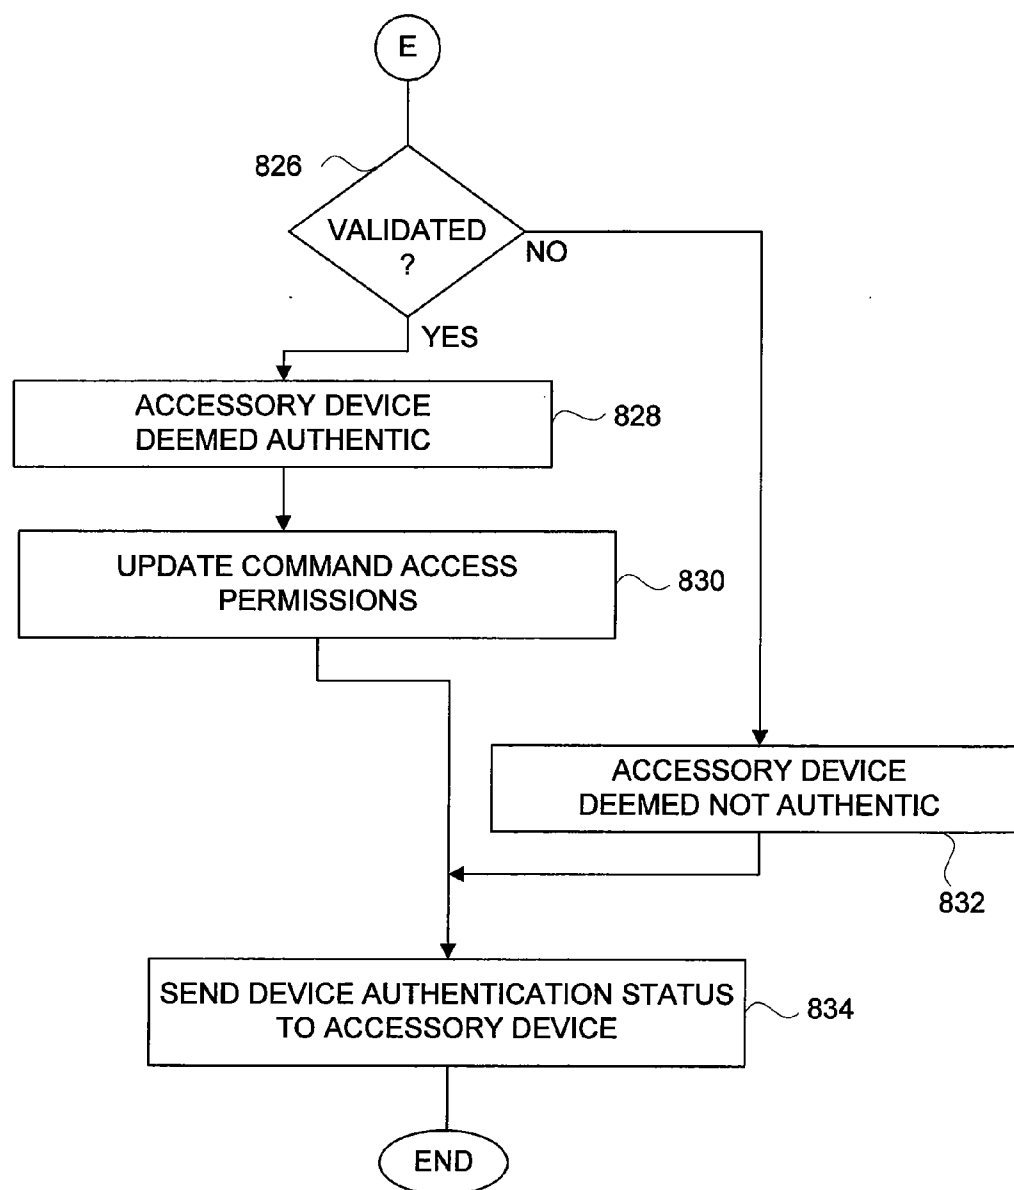 E
826
VALIDATED
?
NO
YES
ACCESSORY DEVICE
DEEMED AUTHENTIC
828
UPDATE COMMAND ACCESS
PERMISSIONS
830
ACCESSORY DEVICE
DEEMED NOT AUTHENTIC
832
SEND DEVICE AUTHENTICATION STATUS
TO ACCESSORY DEVICE
834
END